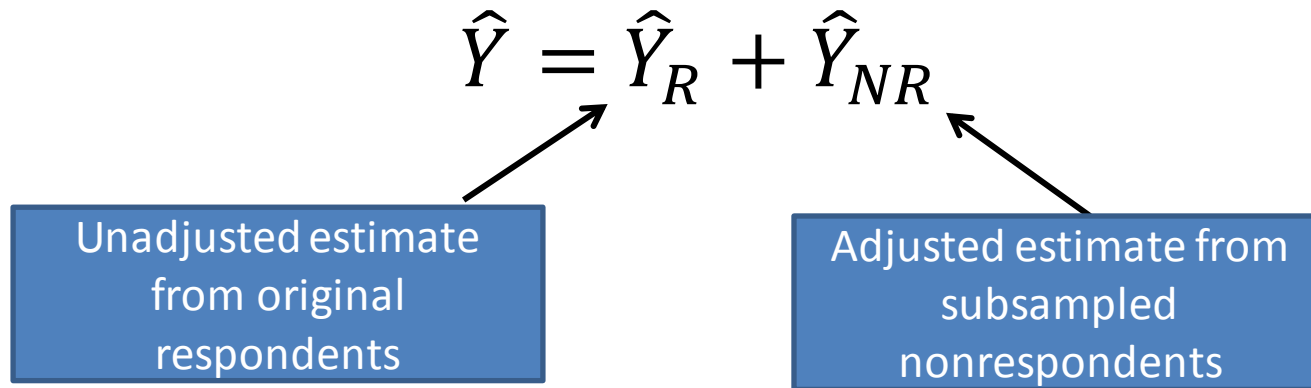 Ŷ = Ŷ_R + Ŷ_NR
Unadjusted estimate
from original
respondents
Adjusted estimate from
subsampled
nonrespondents